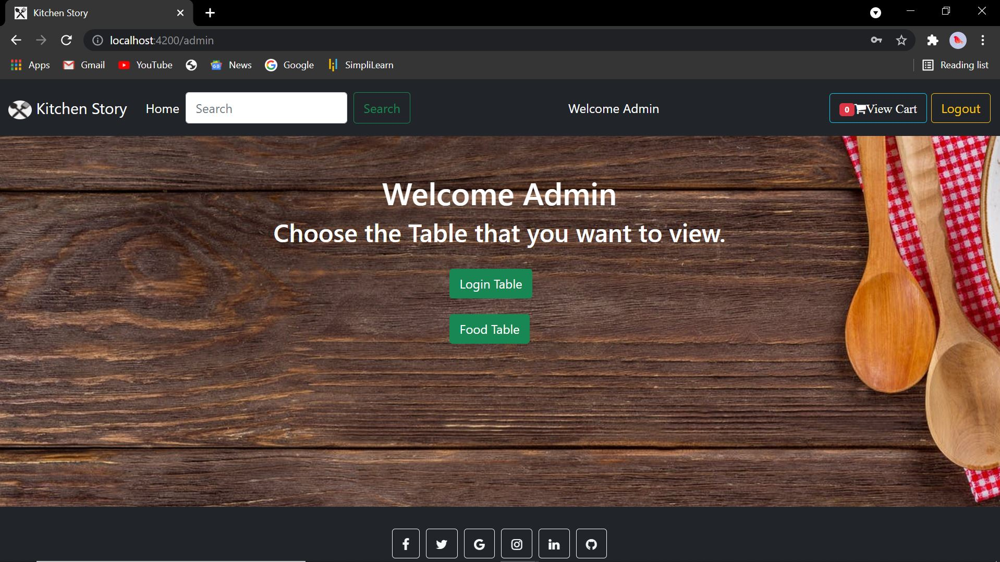 Kitchen Story
localhost:4200/admin
Apps Gmail YouTube News Google SimpliLearn Reading list
Kitchen Story Home Search Search Welcome Admin 0 View Cart Logout
Welcome Admin
Choose the Table that you want to view.
Login Table
Food Table